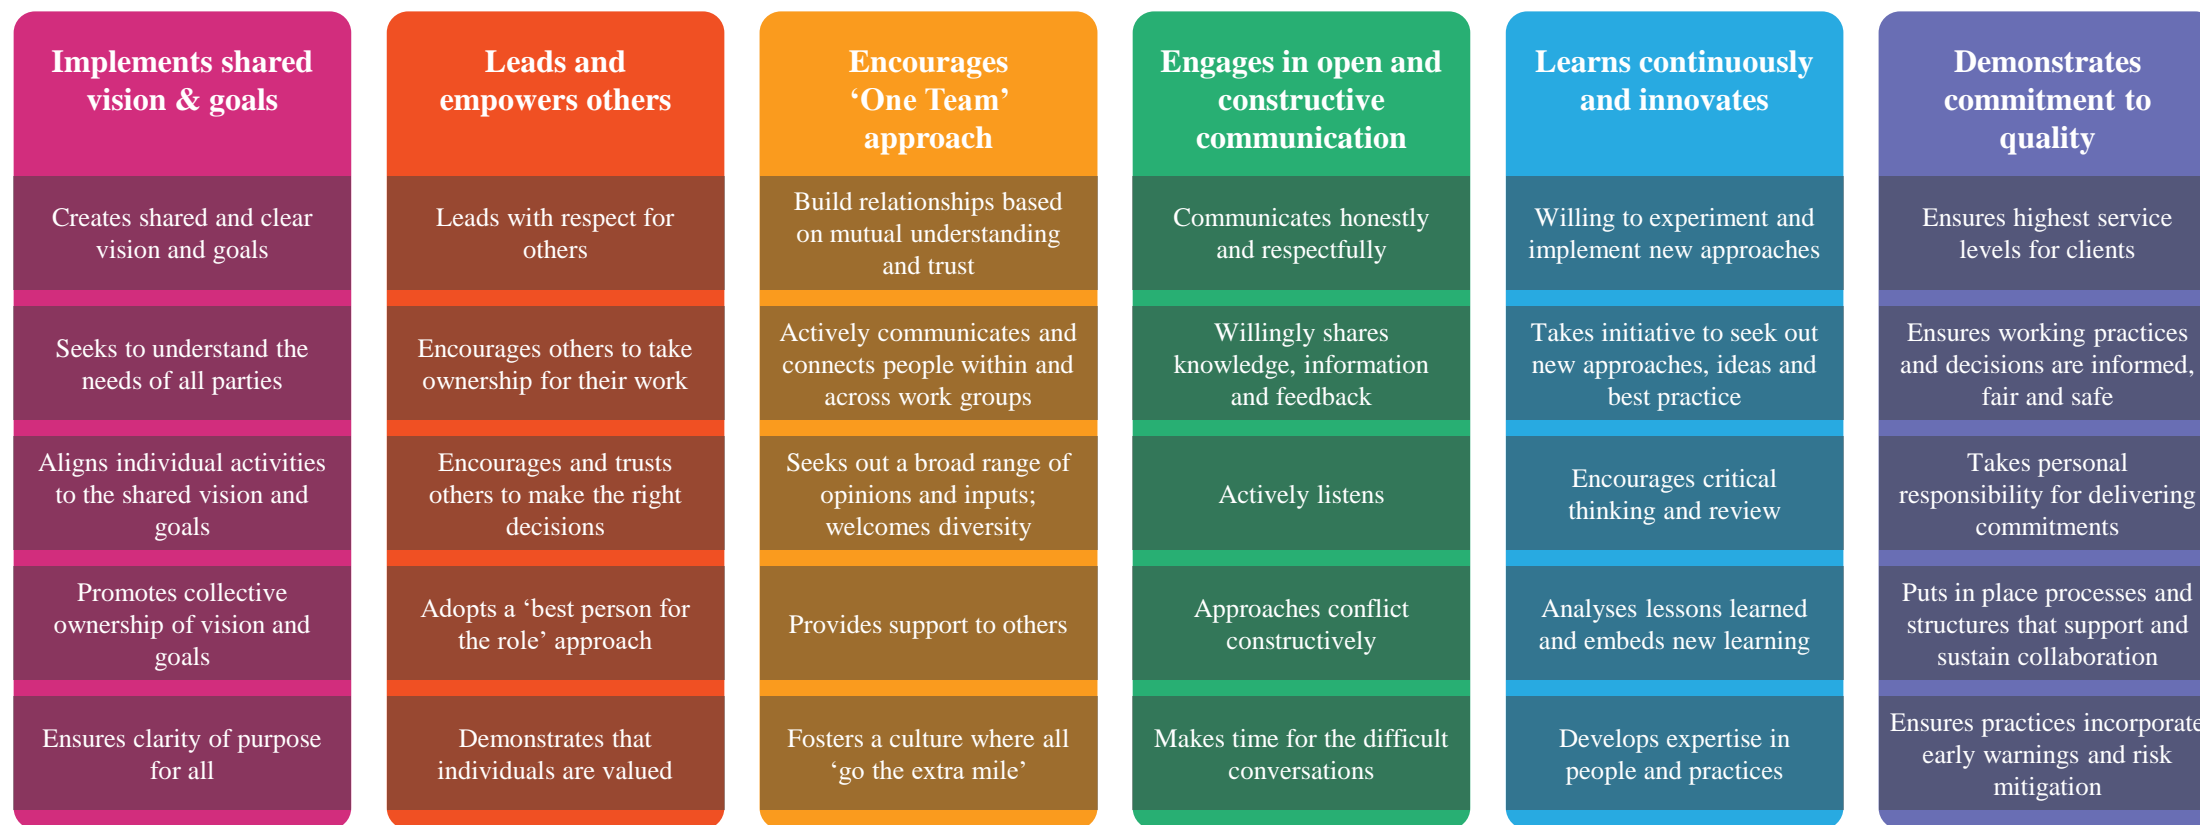 Implements shared
vision & goals
Creates shared and clear
vision and goals
Seeks to understand the
needs of all parties
Aligns individual activities
to the shared vision and
goals
Promotes collective
ownership of vision and
goals
Ensures clarity of purpose
for all
Leads and
empowers others
Leads with respect for
others
Encourages others to take
ownership for their work
Encourages and trusts
others to make the right
decisions
Adopts a ‘best person for
the role’ approach
Demonstrates that
individuals are valued
Encourages
‘One Team’
approach
Build relationships based
on mutual understanding
and trust
Actively communicates and
connects people within and
across work groups
Seeks out a broad range of
opinions and inputs;
welcomes diversity
Provides support to others
Fosters a culture where all
‘go the extra mile’
Engages in open and
constructive
communication
Communicates honestly
and respectfully
Willingly shares
knowledge, information
and feedback
Actively listens
Approaches conflict
constructively
Makes time for the difficult
conversations
Learns continuously
and innovates
Willing to experiment and
implement new approaches
Takes initiative to seek out
new approaches, ideas and
best practice
Encourages critical
thinking and review
Analyses lessons learned
and embeds new learning
Develops expertise in
people and practices
Demonstrates
commitment to
quality
Ensures highest service
levels for clients
Ensures working practices
and decisions are informed,
fair and safe
Takes personal
responsibility for delivering
commitments
Puts in place processes and
structures that support and
sustain collaboration
Ensures practices incorporate
early warnings and risk
mitigation